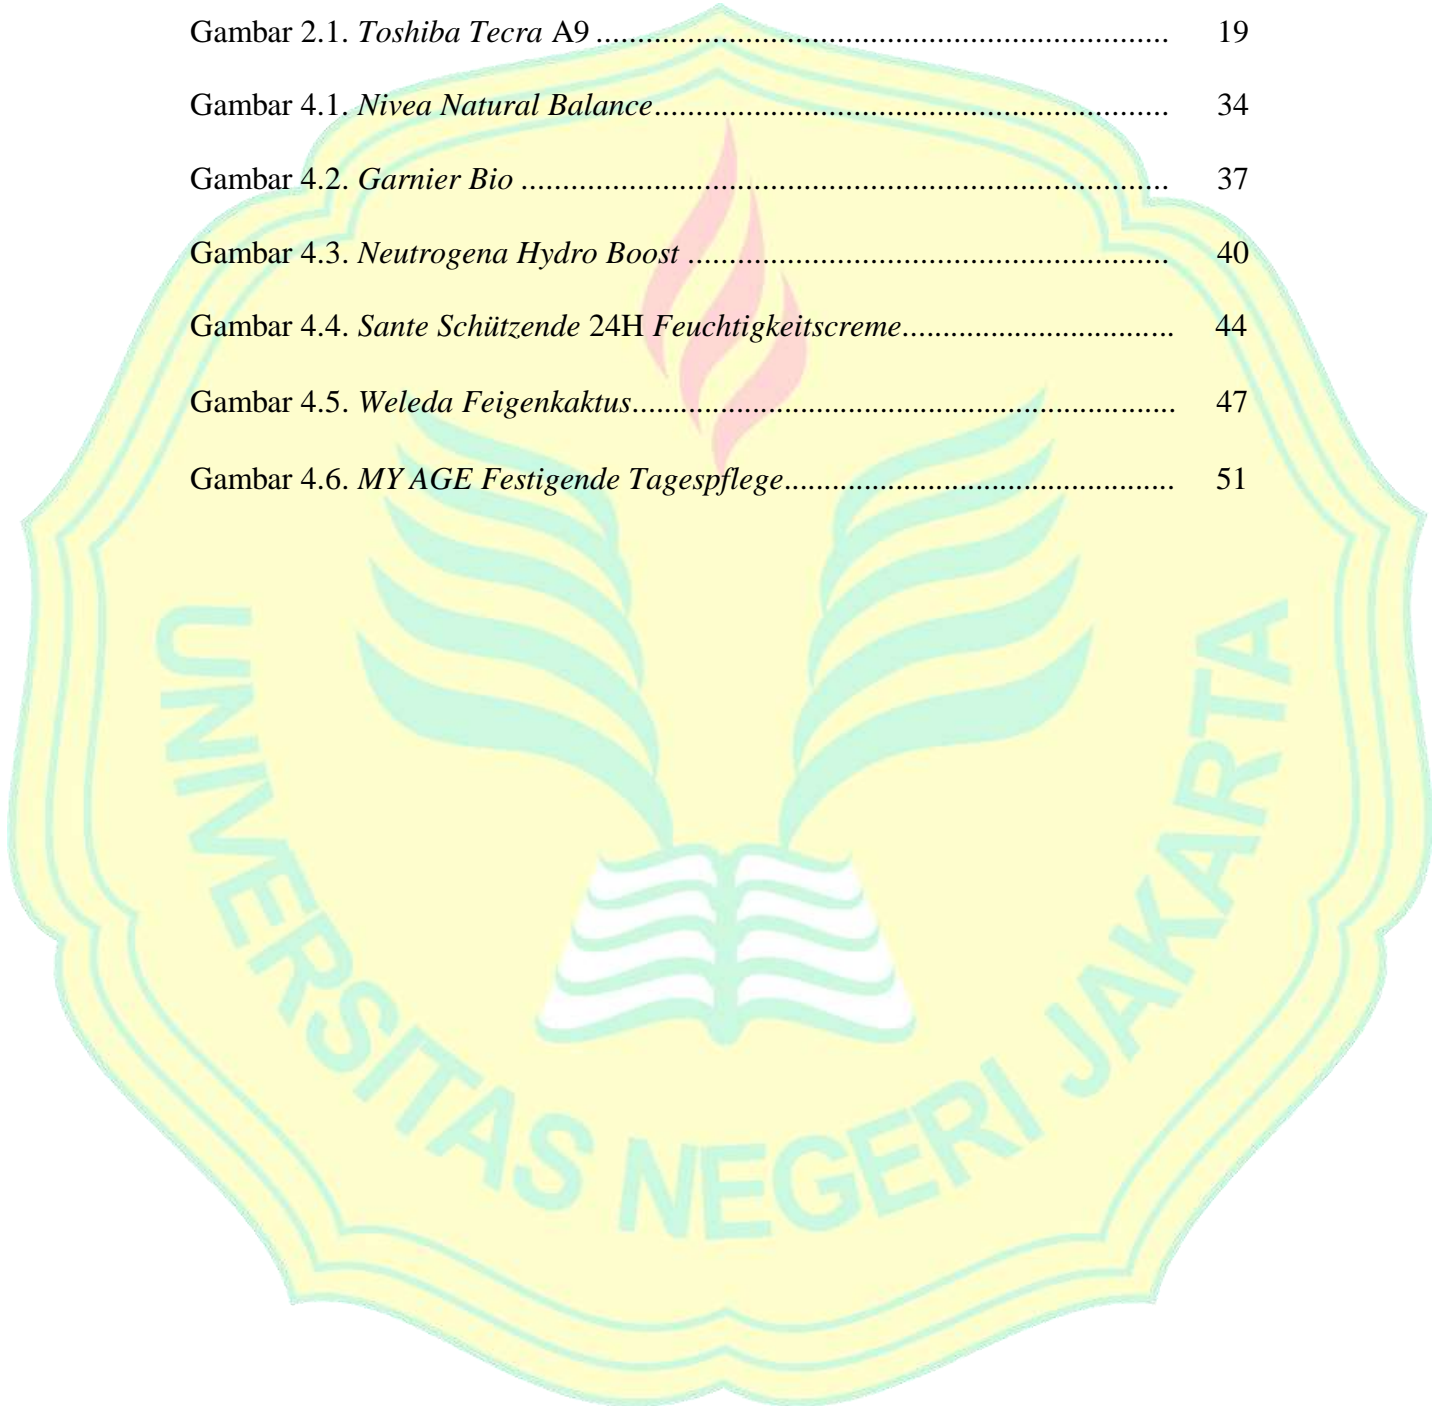 Gambar 2.1. Toshiba Tecra A9 ...................................................................... 19
Gambar 4.1. Nivea Natural Balance............................................................... 34
Gambar 4.2. Garnier Bio ............................................................................... 37
Gambar 4.3. Neutrogena Hydro Boost .......................................................... 40
Gambar 4.4. Sante Schützende 24H Feuchtigkeitscreme................................. 44
Gambar 4.5. Weleda Feigenkaktus.................................................................. 47
Gambar 4.6. MY AGE Festigende Tagespflege............................................... 51
UNIVERSITAS NEGERI JAKARTA